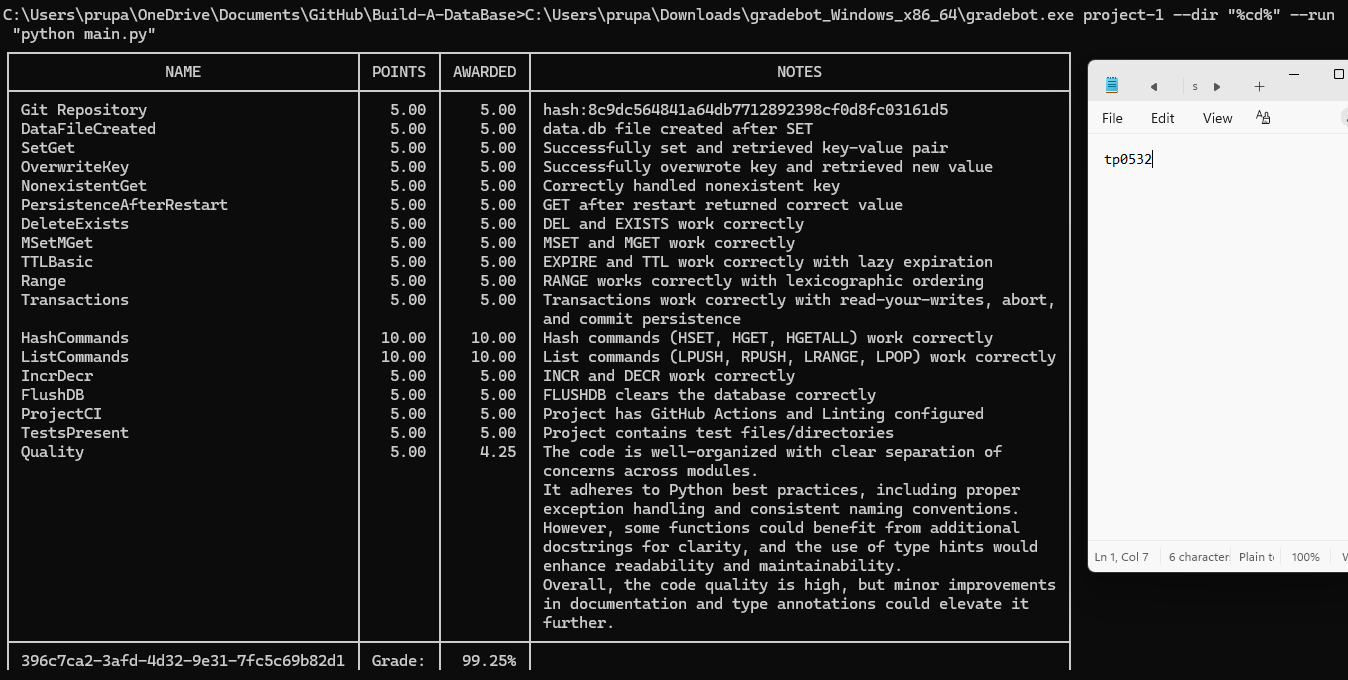 C:\Users\prupa\OneDrive\Documents\GitHub\Build-A-DataBase>C:\Users\prupa\Downloads\gradebot_Windows_x86_64\gradebot.exe project-1 --dir "%cd%" --run
"python main.py"
NAME POINTS AWARDED NOTES
Git Repository 5.00 5.00 hash:8c9dc564841a64db7712892398cf0d8fc03161d5
DataFileCreated 5.00 5.00 data.db file created after SET
SetGet 5.00 5.00 Successfully set and retrieved key-value pair
OverwriteKey 5.00 5.00 Successfully overwrote key and retrieved new value
NonexistentGet 5.00 5.00 Correctly handled nonexistent key
PersistenceAfterRestart 5.00 5.00 GET after restart returned correct value
DeleteExists 5.00 5.00 DEL and EXISTS work correctly
MSetMGet 5.00 5.00 MSET and MGET work correctly
TTLBasic 5.00 5.00 EXPIRE and TTL work correctly with lazy expiration
Range 5.00 5.00 RANGE works correctly with lexicographic ordering
Transactions 5.00 5.00 Transactions work correctly with read-your-writes, abort,
and commit persistence
HashCommands 10.00 10.00 Hash commands (HSET, HGET, HGETALL) work correctly
ListCommands 10.00 10.00 List commands (LPUSH, RPUSH, LRANGE, LPOP) work correctly
IncrDecr 5.00 5.00 INCR and DECR work correctly
FlushDB 5.00 5.00 FLUSHDB clears the database correctly
ProjectCI 5.00 5.00 Project has GitHub Actions and Linting configured
TestsPresent 5.00 5.00 Project contains test files/directories
Quality 5.00 4.25 The code is well-organized with clear separation of
concerns across modules.
It adheres to Python best practices, including proper
exception handling and consistent naming conventions.
However, some functions could benefit from additional
docstrings for clarity, and the use of type hints would
enhance readability and maintainability.
Overall, the code quality is high, but minor improvements
in documentation and type annotations could elevate it
further.
396c7ca2-3afd-4d32-9e31-7fc5c69b82d1 Grade: 99.25%
s
File Edit View
tp0532
Ln 1, Col 7 6 character Plain t 100%